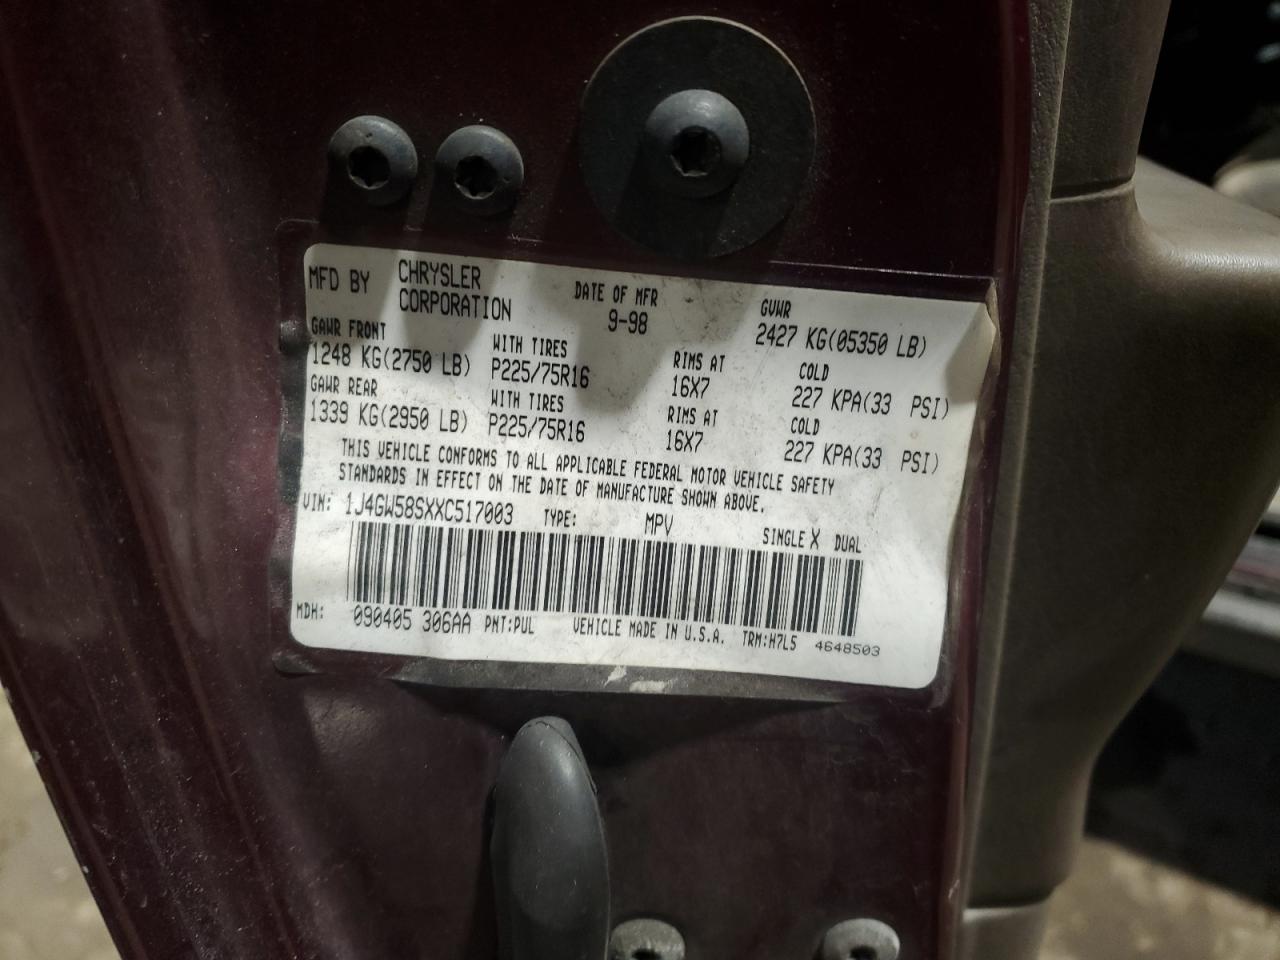 MFD BY CHRYSLER CORPORATION DATE OF MFR 9-98 GVWR 2427 KG(05350 LB)
GAWR FRONT WITH TIRES RIMS AT COLD
1248 KG(2750 LB) P225/75R16 16X7 227 KPA(33 PSI)
GAWR REAR WITH TIRES RIMS AT COLD
1339 KG(2950 LB) P225/75R16 16X7 227 KPA(33 PSI)
THIS VEHICLE CONFORMS TO ALL APPLICABLE FEDERAL MOTOR VEHICLE SAFETY
STANDARDS IN EFFECT ON THE DATE OF MANUFACTURE SHOWN ABOVE.
VIN: 1J4GW58SXXC517003 TYPE: MPV SINGLE X DUAL
MDH: 090405 306AA PNT:PUL VEHICLE MADE IN U.S.A. TRM:H7L5 4648503